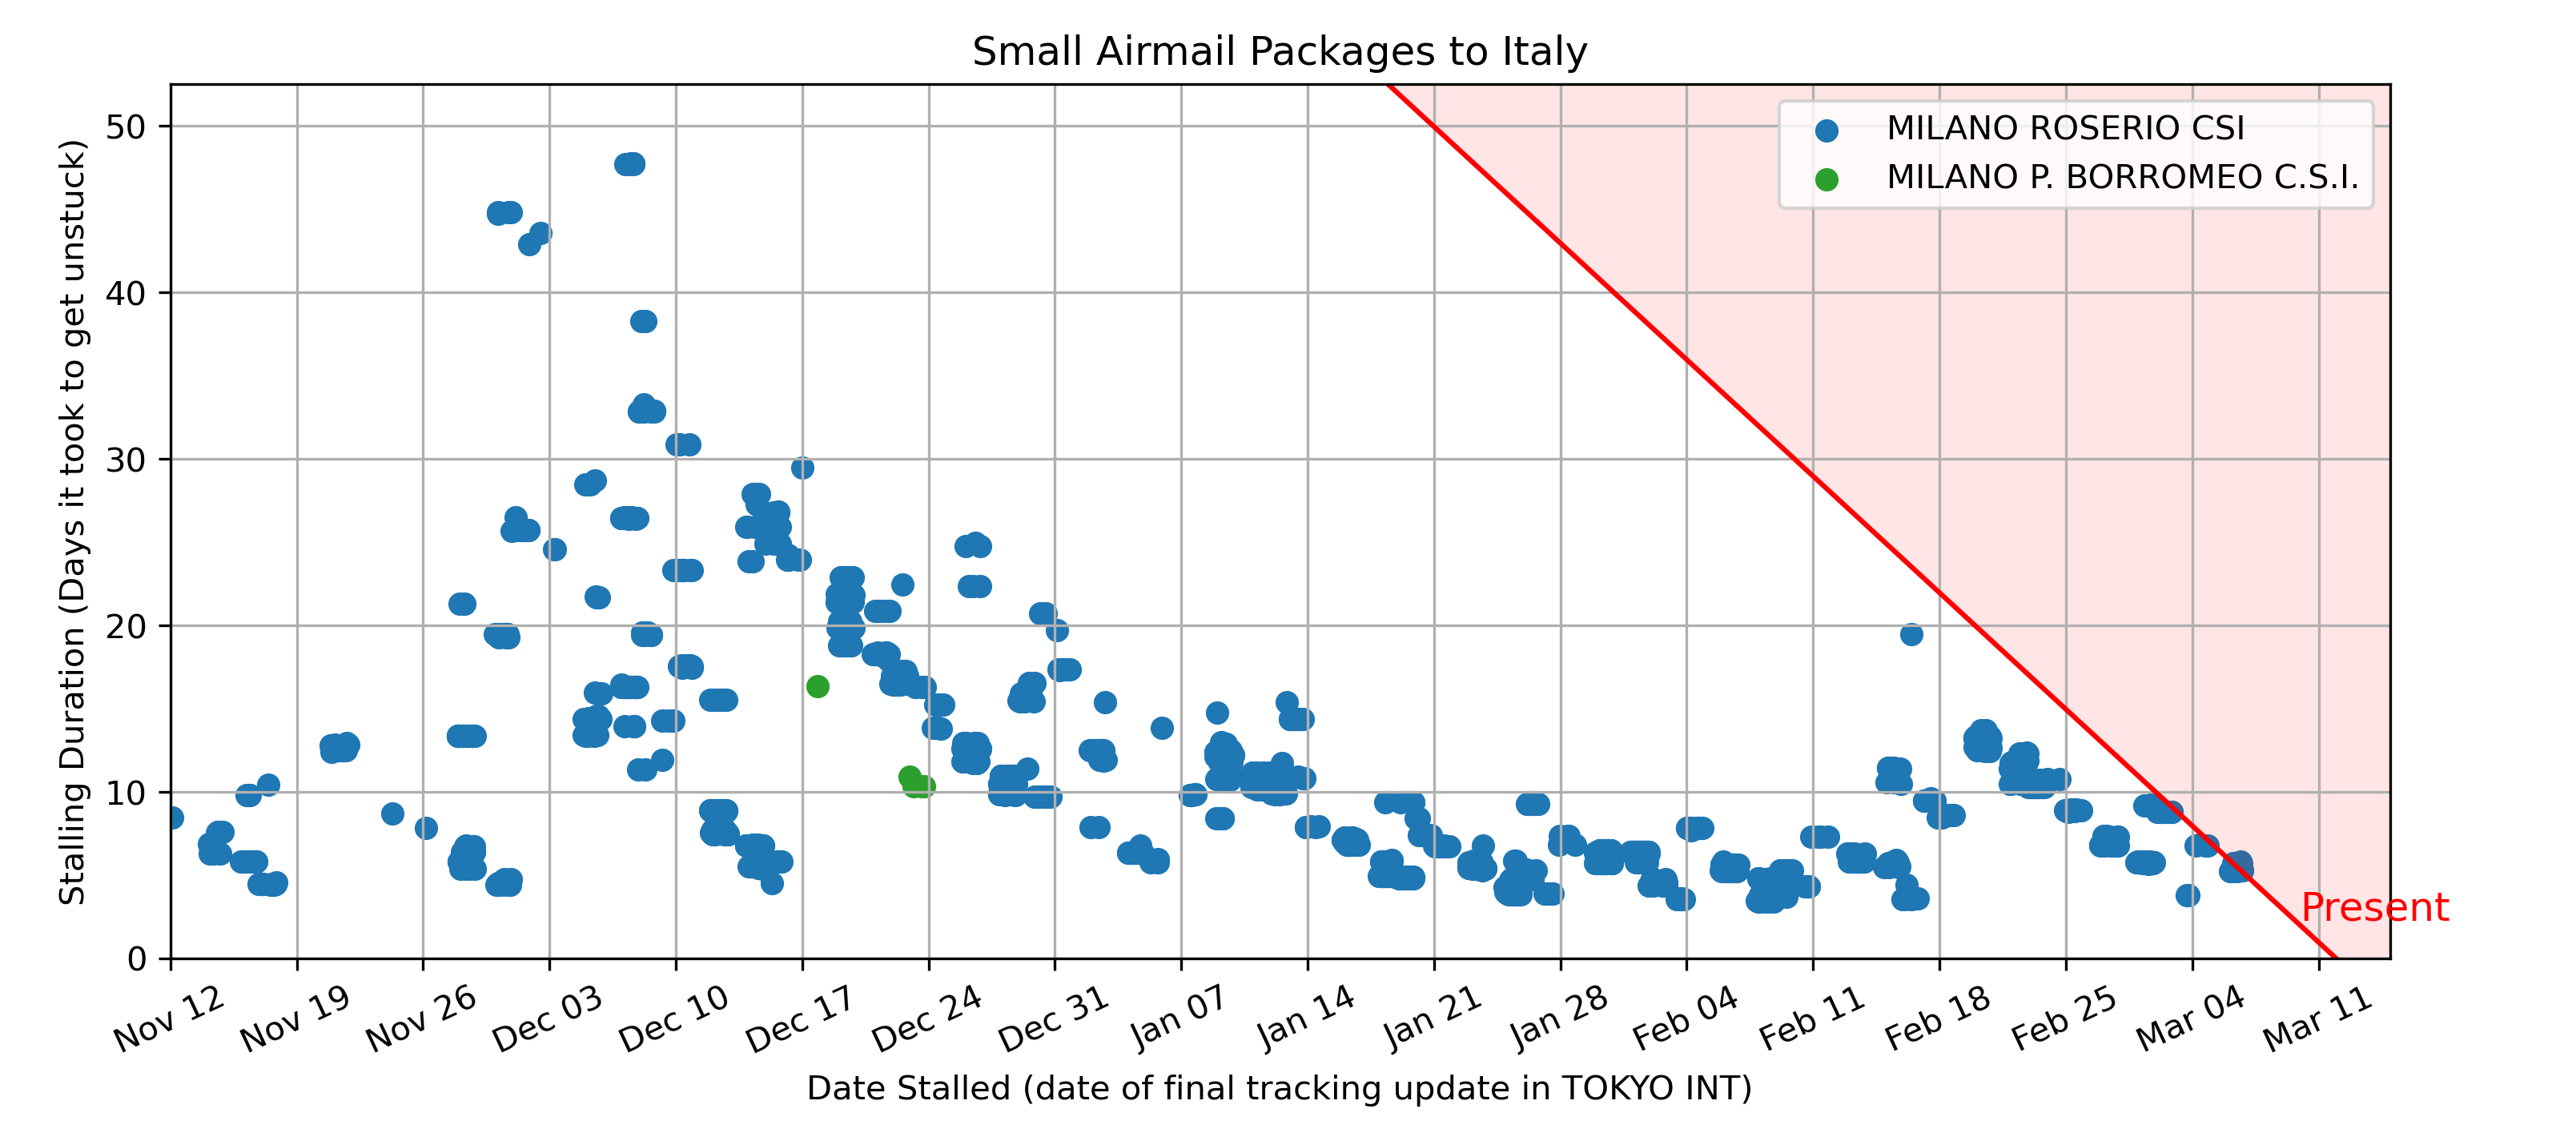 Small Airmail Packages to Italy
MILANO ROSERIO CSI
MILANO P. BORROMEO C.S.I.
Present
Stalling Duration (Days it took to get unstuck)
50
40
30
20
10
0
Nov 12
Nov 19
Nov 26
Dec 03
Dec 10
Dec 17
Dec 24
Dec 31
Jan 07
Jan 14
Jan 21
Jan 28
Feb 04
Feb 11
Feb 18
Feb 25
Mar 04
Mar 11
Date Stalled (date of final tracking update in TOKYO INT)